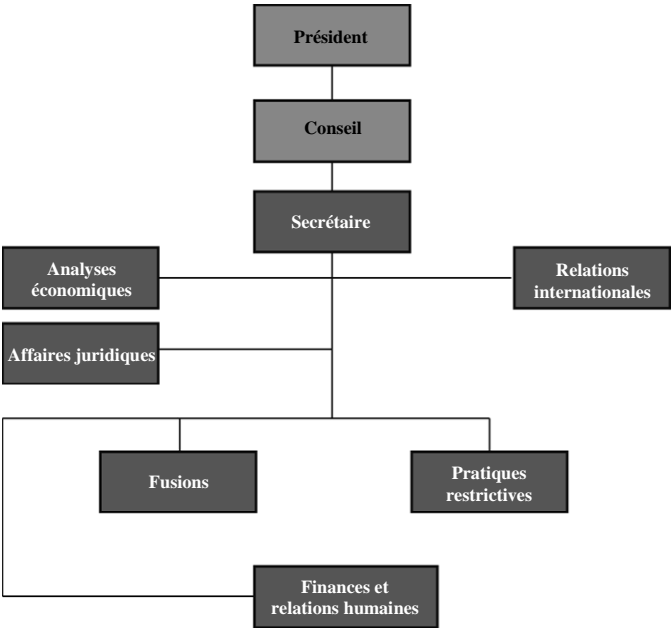 Président
Conseil
Secrétaire
Analyses
économiques
Relations
internationales
Affaires juridiques
Fusions
Pratiques
restrictives
Finances et
relations humaines